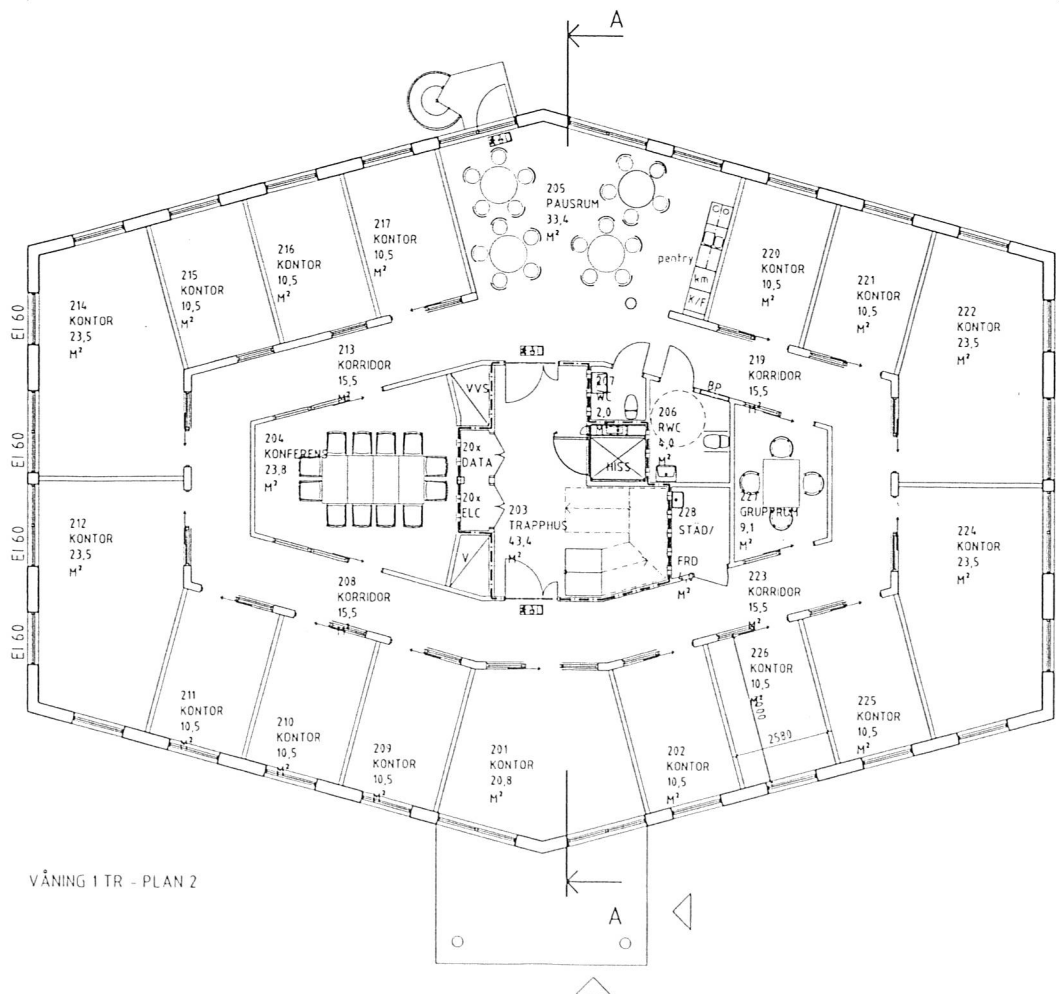 A
205
PAUSRUM
33,4
M²
217
KONTOR
10,5
M²
216
KONTOR
10,5
M²
215
KONTOR
10,5
M²
214
KONTOR
23,5
M²
pentry
km
K/F
220
KONTOR
10,5
M²
221
KONTOR
10,5
M²
222
KONTOR
23,5
M²
EI 60
213
KORRIDOR
15,5
M²
219
KORRIDOR
15,5
M²
VVS
207
WC
2,0
M²
BP
206
RWC
4,0
M²
204
KONFERENS
23,8
M²
20x
DATA
20x
ELC
HISS
227
GRUPPRUM
9,1
M²
EI 60
203
TRAPPHUS
43,4
M²
228
STÄD/
FRD
M²
V
212
KONTOR
23,5
M²
224
KONTOR
23,5
M²
EI 60
208
KORRIDOR
15,5
M²
223
KORRIDOR
15,5
M²
EI 60
226
KONTOR
10,5
M²
2580
211
KONTOR
10,5
M²
210
KONTOR
10,5
M²
209
KONTOR
10,5
M²
201
KONTOR
20,8
M²
202
KONTOR
10,5
M²
225
KONTOR
10,5
M²
VÅNING 1 TR - PLAN 2
A